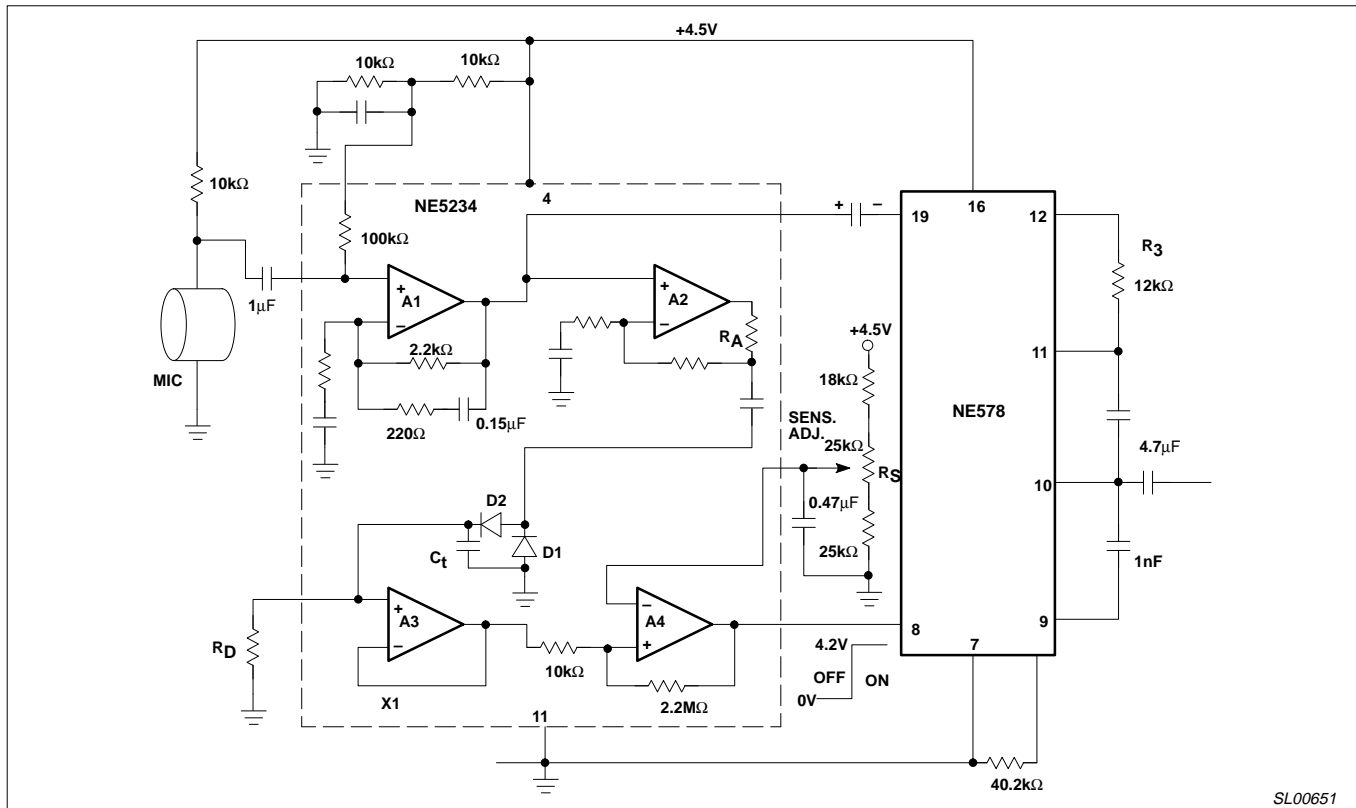 +4.5V
10kΩ
10kΩ
10kΩ
NE5234
4
+ −
19
16
12
100kΩ
R3
12kΩ
1μF
+
A1
−
+
A2
−
RA
+4.5V
11
MIC
2.2kΩ
18kΩ
NE578
220Ω
0.15μF
SENS.
ADJ.
25kΩ
RS
4.7μF
10
0.47μF
D2
Ct
D1
25kΩ
1nF
+
A3
−
−
A4
+
8
7
9
RD
10kΩ
4.2V
OFF
ON
0V
X1
2.2MΩ
11
40.2kΩ
SL00651